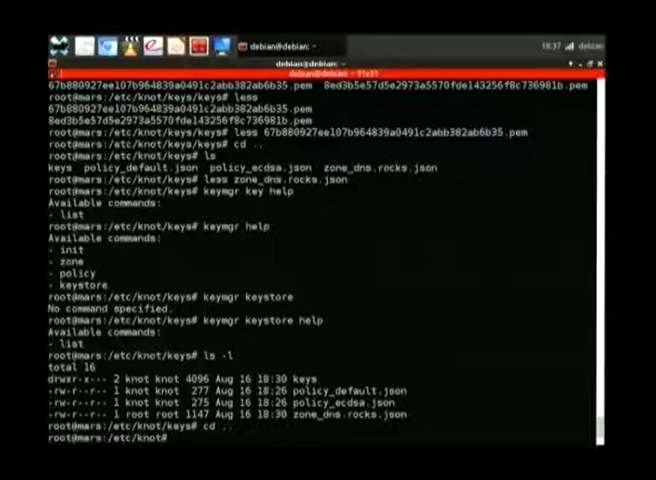 debian@debian: ~
18:37 debian
debian@debian: ~
debian@debian: ~ 91x31
67b880927ee107b964839a0491c2abb382ab6b35.pem 8ed3b5e17d5e2973a5570fdc143256f8c736981b.pem
root@mars:/etc/knot/keys/keys# less
67b880927ee107b964839a0491c2abb382ab6b35.pem
root@mars:/etc/knot/keys/keys# less 67b880927ee107b964839a0491c2abb382ab6b35.pem
root@mars:/etc/knot/keys/keys# cd ..
root@mars:/etc/knot/keys# ls
keys policy_default.json policy_ecdsa.json zone_dns.rocks.json
root@mars:/etc/knot/keys# less zone_dns.rocks.json
root@mars:/etc/knot/keys# keymgr key help
Available commands:
- list
root@mars:/etc/knot/keys# keymgr help
Available commands:
- init
- zone
- policy
- keystore
root@mars:/etc/knot/keys# keymgr keystore
No command specified.
root@mars:/etc/knot/keys# keymgr keystore help
Available commands:
- list
root@mars:/etc/knot/keys# ls -l
total 16
drwxr-x--- 2 knot knot 4096 Aug 16 18:30 keys
-rw-r--r-- 1 knot knot 277 Aug 16 18:26 policy_default.json
-rw-r--r-- 1 knot knot 275 Aug 16 18:26 policy_ecdsa.json
-rw-r--r-- 1 root root 1147 Aug 16 18:30 zone_dns.rocks.json
root@mars:/etc/knot/keys# cd ..
root@mars:/etc/knot#